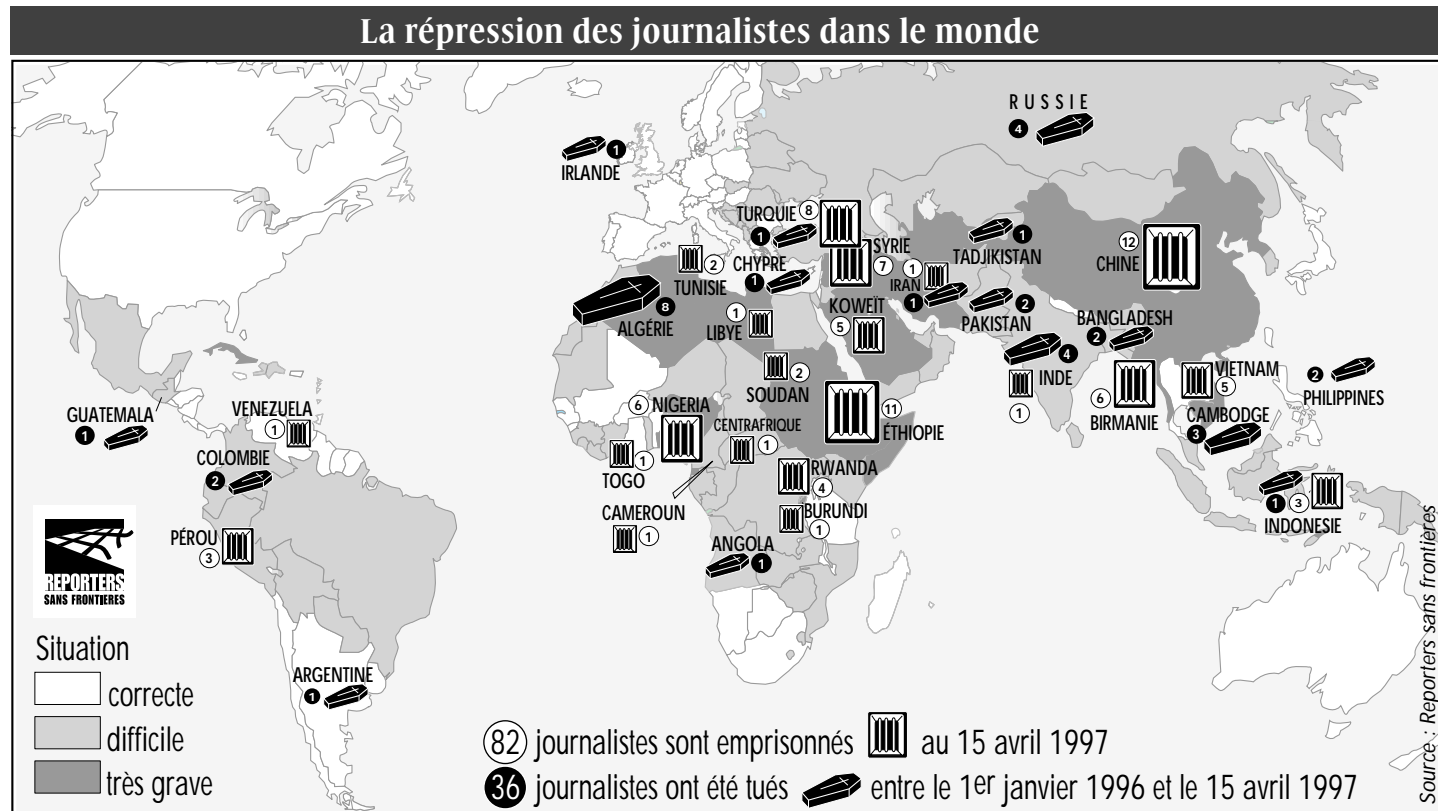 La répression des journalistes dans le monde
RUSSIE
4
1
IRLANDE
TURQUIE 8
1
SYRIE
7
TADJIKISTAN
1
12
CHINE
2
TUNISIE
CHYPRE
1
1
IRAN
1
8
ALGÉRIE
1
LIBYE
KOWEÏT
5
2
PAKISTAN
BANGLADESH
2
4
INDE
1
2
SOUDAN
VIETNAM
5
2
PHILIPPINES
6
BIRMANIE
GUATEMALA
1
VENEZUELA
1
6 NIGERIA
11
ÉTHIOPIE
CENTRAFRIQUE
1
CAMBODGE
3
COLOMBIE
2
1
TOGO
RWANDA
4
CAMEROUN
1
BURUNDI
1
1 3
INDONESIE
PÉROU
3
ANGOLA
1
REPORTERS
SANS FRONTIERES
Situation
correcte
difficile
très grave
ARGENTINE
1
82 journalistes sont emprisonnés au 15 avril 1997
36 journalistes ont été tués entre le 1er janvier 1996 et le 15 avril 1997
Source : Reporters sans frontières